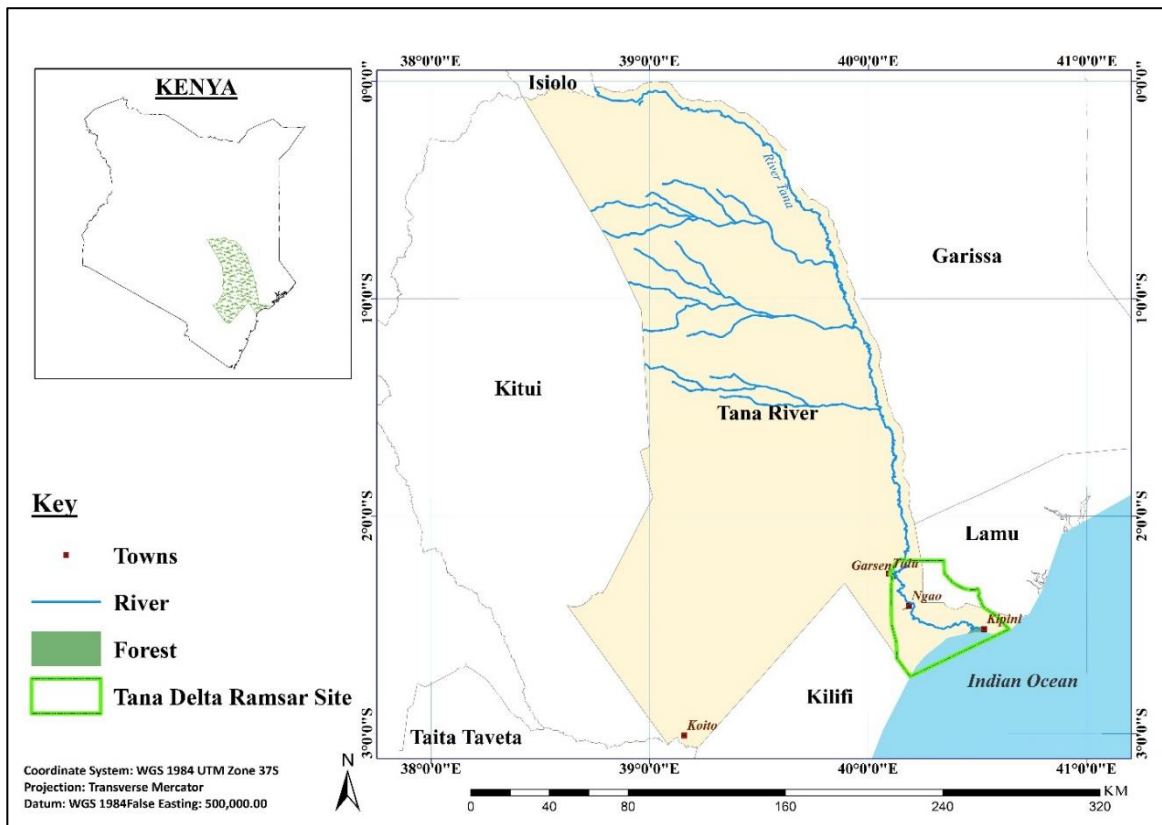 KENYA
38°0'0"E
39°0'0"E
40°0'0"E
41°0'0"E
0°0'0"
0°0'0"
Isiolo
River Tana
Garissa
1°0'0"S
1°0'0"S
Kitui
Tana River
2°0'0"S
2°0'0"S
Lamu
Garsen
Tulu
Ngao
Kipini
Indian Ocean
Kilifi
Koito
Taita Taveta
3°0'0"S
3°0'0"S
38°0'0"E
39°0'0"E
40°0'0"E
41°0'0"E
Key
Towns
River
Forest
Tana Delta Ramsar Site
Coordinate System: WGS 1984 UTM Zone 37S
Projection: Transverse Mercator
Datum: WGS 1984False Easting: 500,000.00
N
KM
0 40 80 160 240 320